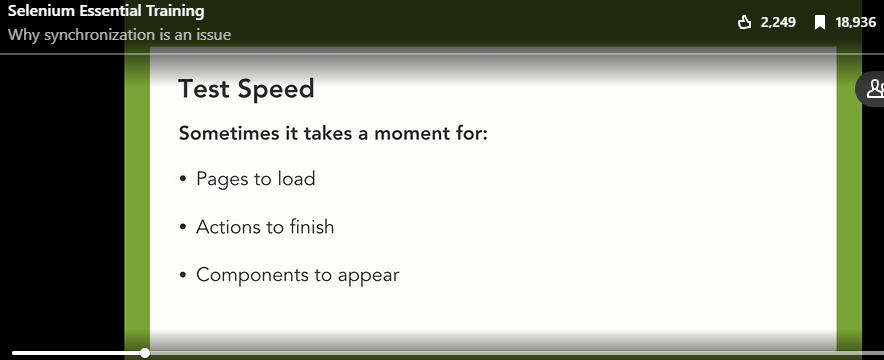 Selenium Essential Training
Why synchronization is an issue
2,249
18,936
Test Speed
Sometimes it takes a moment for:
• Pages to load
• Actions to finish
• Components to appear